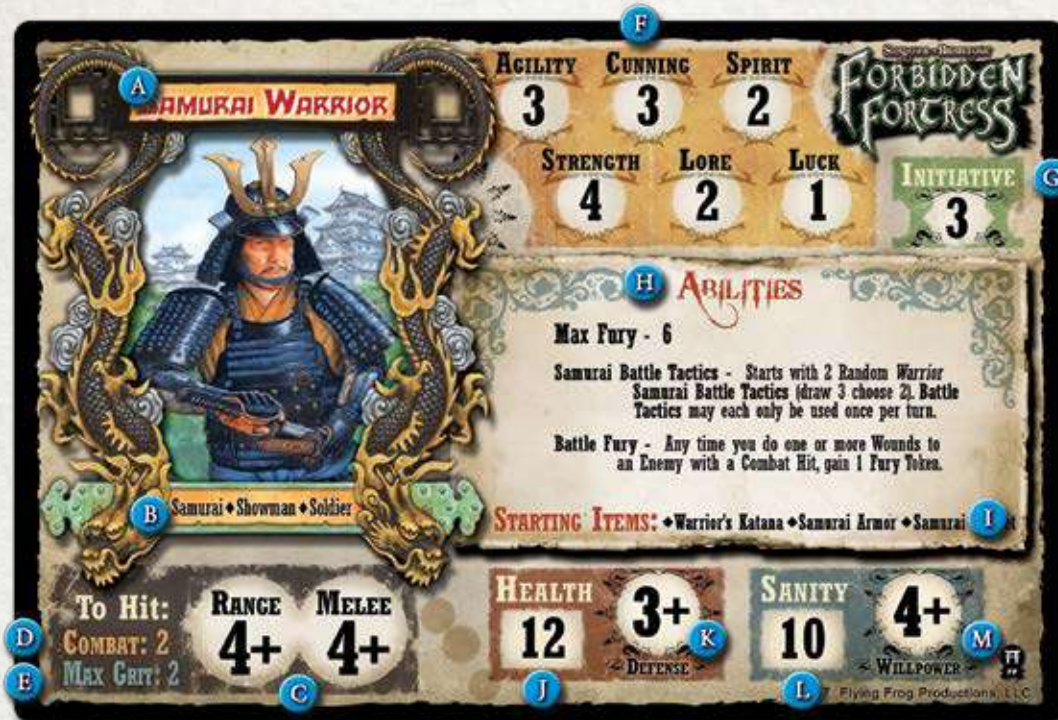 F
AGILITY CUNNING SPIRIT
3 3 2
SHADOWS OF BRIMSTONE
FORBIDDEN
FORTRESS
A
SAMURAI WARRIOR
STRENGTH LORE LUCK
4 2 1
INITIATIVE
G
3
H
ABILITIES
Max Fury - 6
Samurai Battle Tactics - Starts with 2 Random Warrior
Samurai Battle Tactics (draw 3 choose 2). Battle
Tactics may each only be used once per turn.
Battle Fury - Any time you do one or more Wounds to
an Enemy with a Combat Hit, gain 1 Fury Token.
B
Samurai ♦ Showman ♦ Soldier
STARTING ITEMS: ♦Warrior's Katana ♦Samurai Armor ♦Samurai
I
To Hit:
D
COMBAT: 2
E
MAX GRIT: 2
RANGE MELEE
4+ 4+
C
HEALTH
12
J
3+
DEFENSE
K
SANITY
10
L
4+
WILLPOWER
M
Flying Frog Productions, LLC